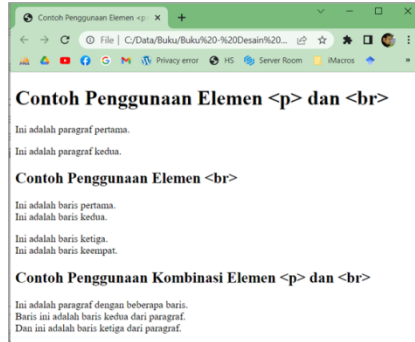 Contoh Penggunaan Elemen <p>
File | C:/Data/Buku/Buku%20-%20Desain%20...
Privacy error HS Server Room iMacros »
Contoh Penggunaan Elemen <p> dan <br>
Ini adalah paragraf pertama.
Ini adalah paragraf kedua.
Contoh Penggunaan Elemen <br>
Ini adalah baris pertama.
Ini adalah baris kedua.
Ini adalah baris ketiga.
Ini adalah baris keempat.
Contoh Penggunaan Kombinasi Elemen <p> dan <br>
Ini adalah paragraf dengan beberapa baris.
Baris ini adalah baris kedua dari paragraf.
Dan ini adalah baris ketiga dari paragraf.